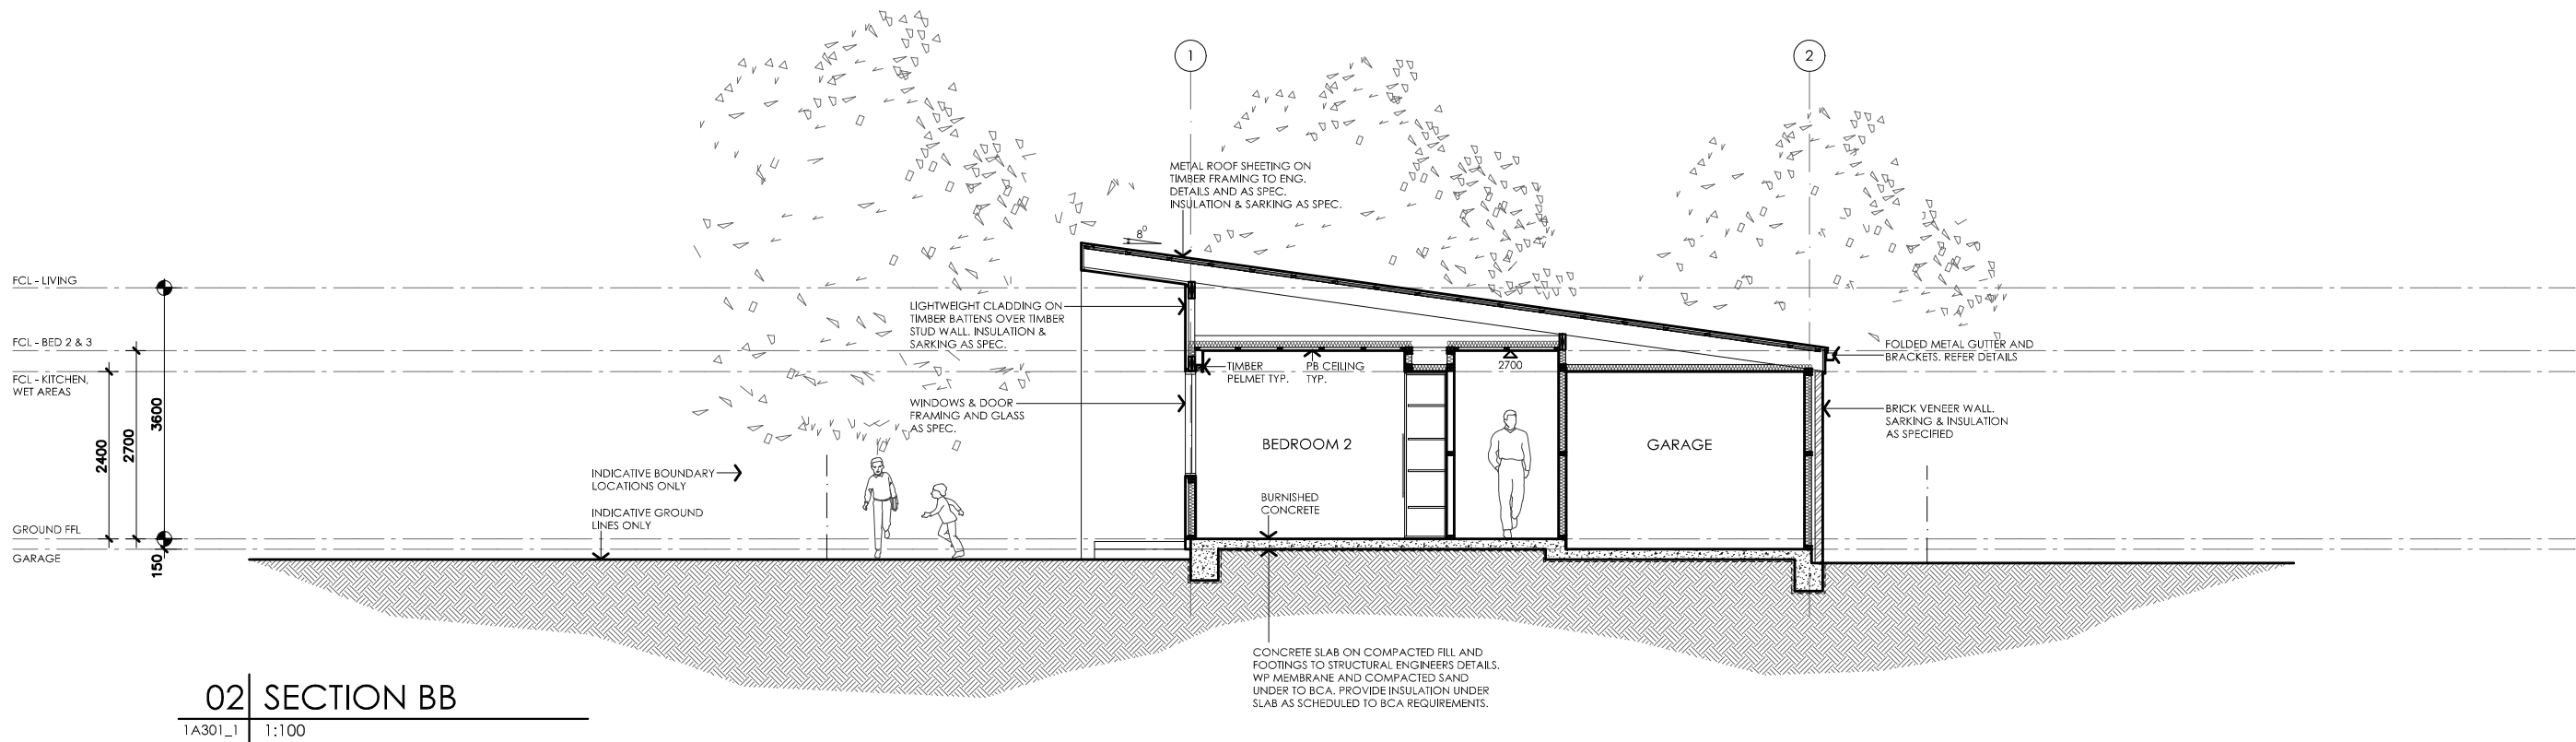 1
2
METAL ROOF SHEETING ON
TIMBER FRAMING TO ENG.
DETAILS AND AS SPEC.
INSULATION & SARKING AS SPEC.
8°
FCL - LIVING
LIGHTWEIGHT CLADDING ON
TIMBER BATTENS OVER TIMBER
STUD WALL. INSULATION &
SARKING AS SPEC.
FCL - BED 2 & 3
FOLDED METAL GUTTER AND
BRACKETS. REFER DETAILS
TIMBER
PELMET TYP.
PB CEILING
TYP.
2700
FCL - KITCHEN,
WET AREAS
WINDOWS & DOOR
FRAMING AND GLASS
AS SPEC.
BRICK VENEER WALL.
SARKING & INSULATION
AS SPECIFIED
2400
2700
3600
BEDROOM 2
GARAGE
INDICATIVE BOUNDARY
LOCATIONS ONLY
BURNISHED
CONCRETE
INDICATIVE GROUND
LINES ONLY
GROUND FFL
GARAGE
150
CONCRETE SLAB ON COMPACTED FILL AND
FOOTINGS TO STRUCTURAL ENGINEERS DETAILS.
WP MEMBRANE AND COMPACTED SAND
UNDER TO BCA. PROVIDE INSULATION UNDER
SLAB AS SCHEDULED TO BCA REQUIREMENTS.
02 SECTION BB
1A301_1 1:100